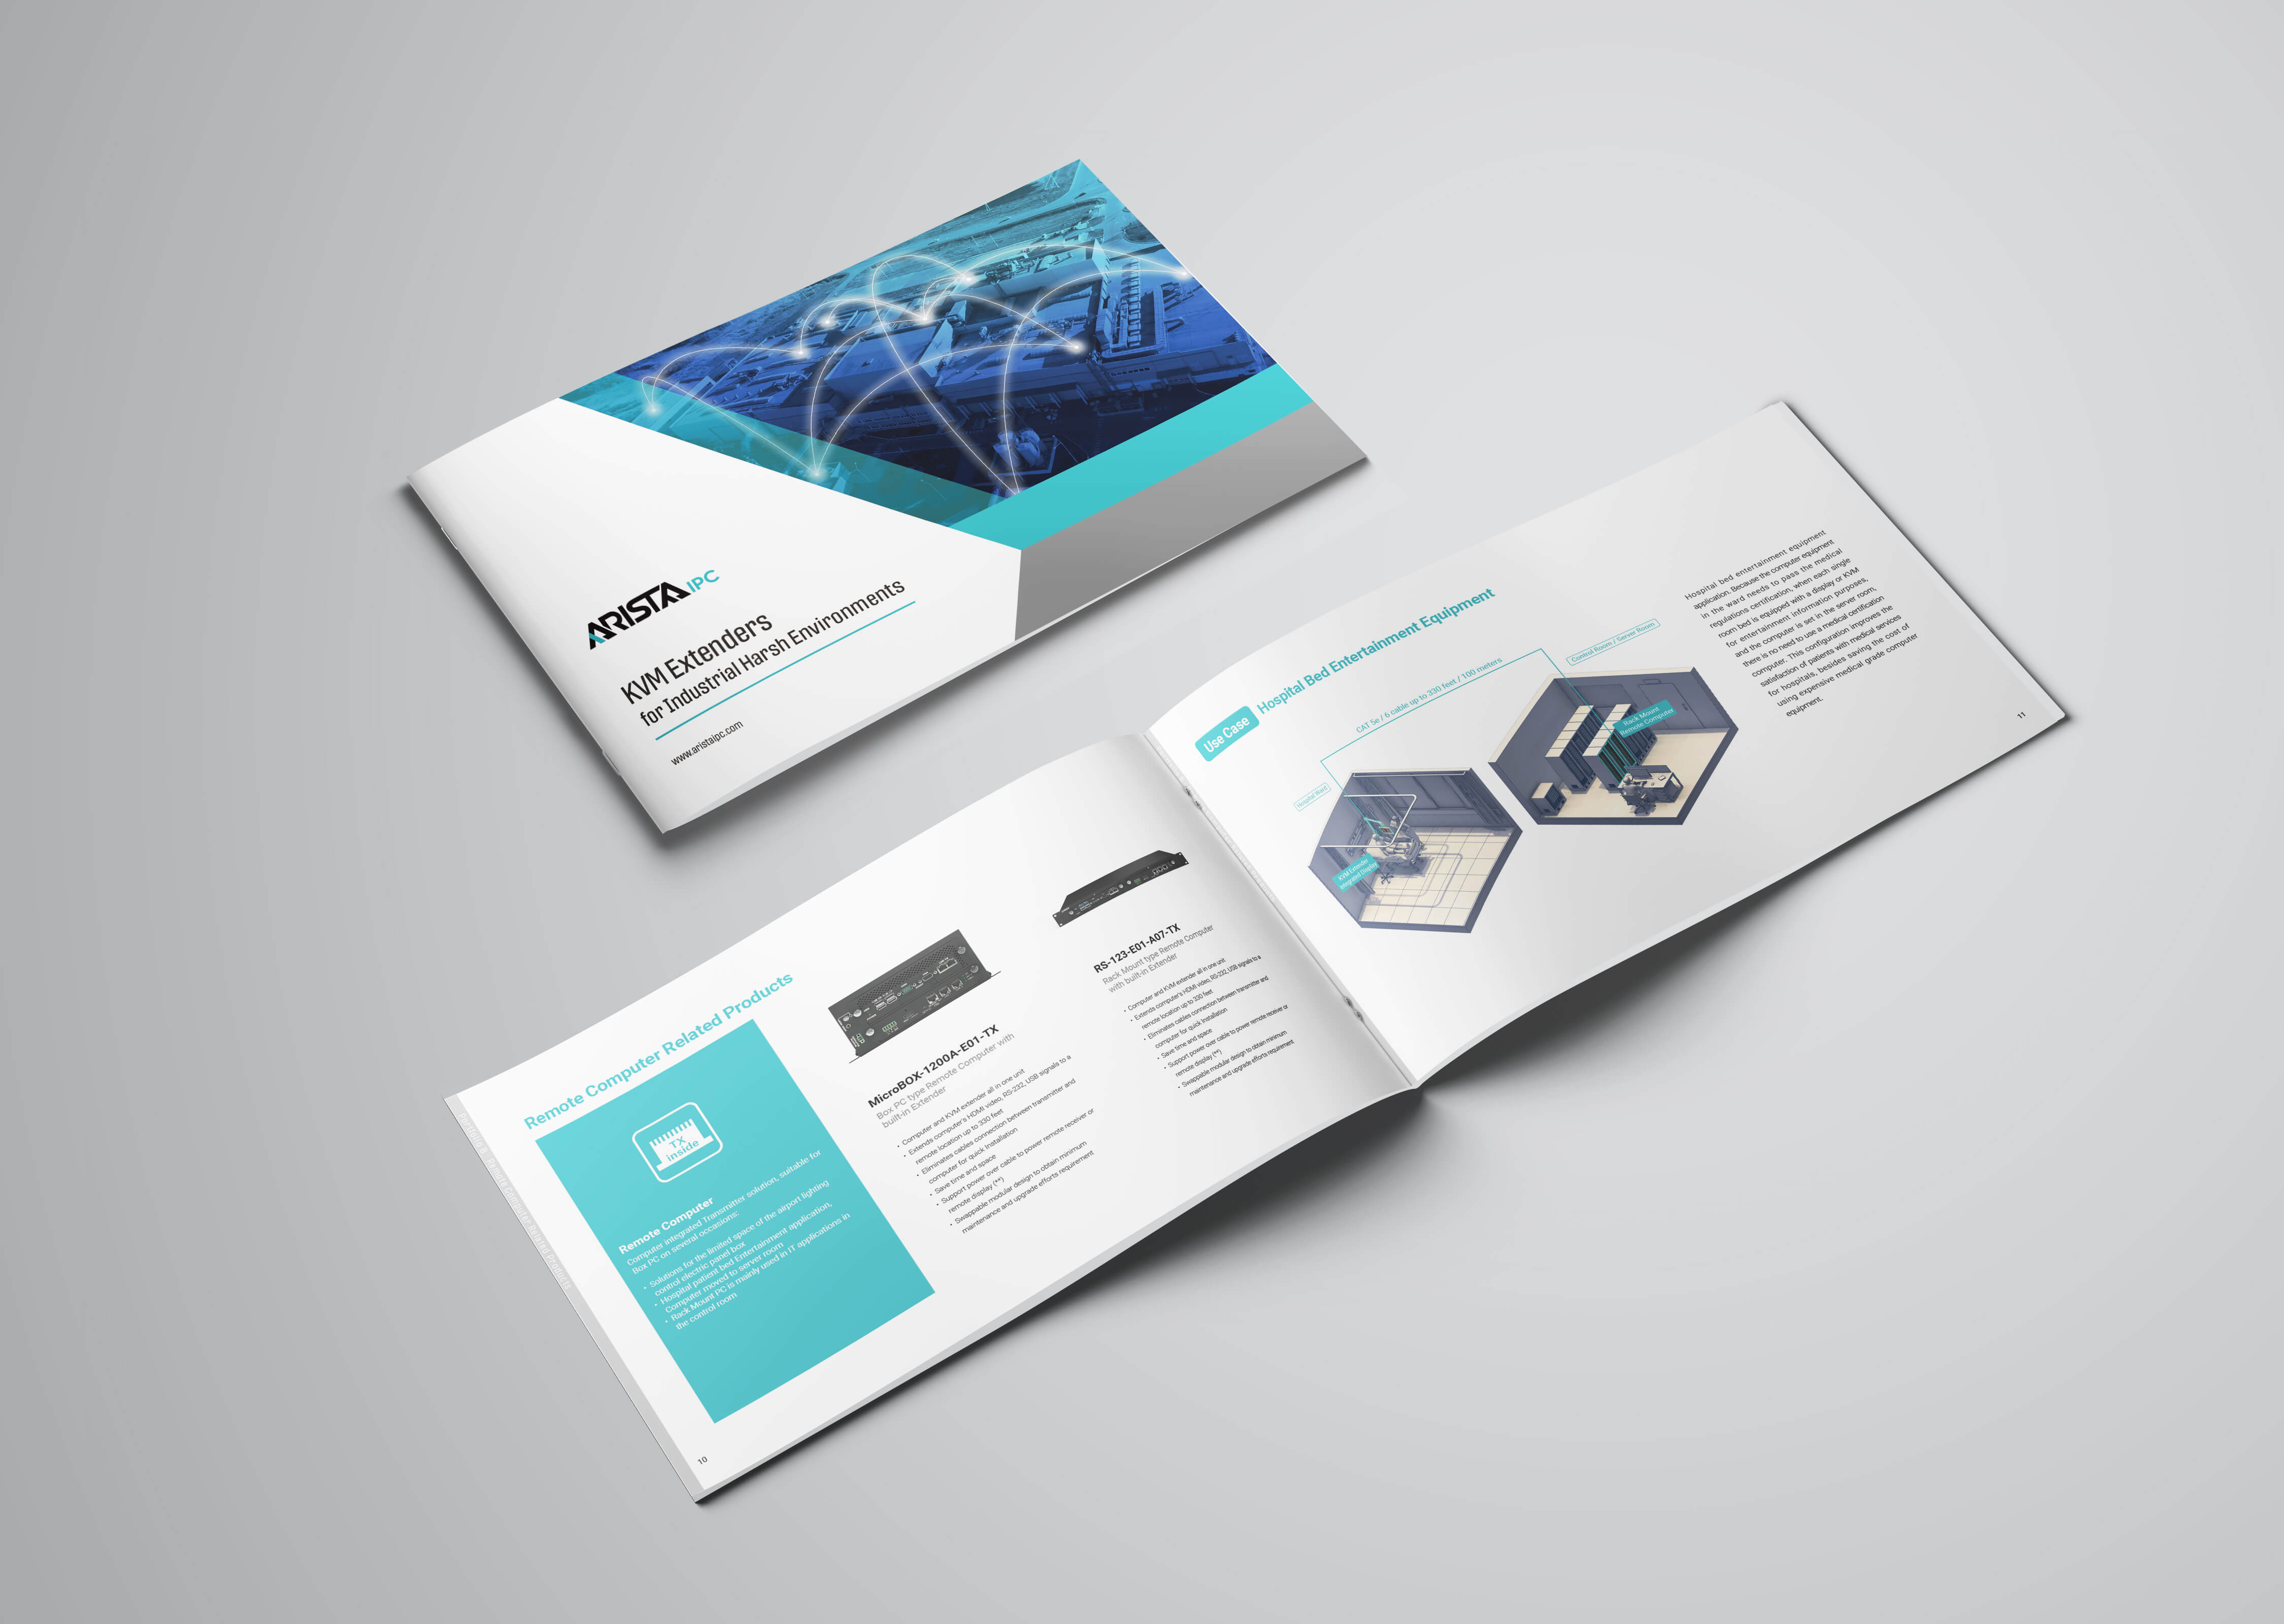 ARISTA IPC
KVM Extenders
for Industrial Harsh Environments
www.aristaipc.com
Remote Computer Related Products
TX
inside
Remote Computer
Computer integrated Transmitter solution, suitable for
Box PC on several occasions:
• Solutions for the limited space of the airport lighting
control electric panel box
• Hospital patient bed Entertainment application,
Computer moved to server room
• Rack Mount PC is mainly used in IT applications in
the control room
10
MicroBOX-1200A-E01-TX
Box PC type Remote Computer with
built-in Extender
• Computer and KVM extender all in one unit
• Extends computer's HDMI video, RS-232, USB signals to a
remote location up to 330 feet
• Eliminates cables connection between transmitter and
computer for quick Installation
• Save time and space
• Support power over cable to power remote receiver or
remote display (**)
• Swappable modular design to obtain minimum
maintenance and upgrade efforts requirement
RS-123-E01-A07-TX
Rack Mount type Remote Computer
with built-in Extender
• Computer and KVM extender all in one unit
• Extends computer's HDMI video, RS-232, USB signals to a
remote location up to 330 feet
• Eliminates cables connection between transmitter and
computer for quick Installation
• Save time and space
• Support power over cable to power remote receiver or
remote display (**)
• Swappable modular design to obtain minimum
maintenance and upgrade efforts requirement
Use Case
Hospital Bed Entertainment Equipment
CAT 5e / 6 cable up to 330 feet / 100 meters
Control Room / Server Room
Rack Mount
Remote Computer
Hospital Ward
KVM Extender
Integrated Display
Hospital bed entertainment equipment
application. Because the computer equipment
in the ward needs to pass the medical
regulations certification, when each single
room bed is equipped with a display or KVM
for entertainment information purposes,
and the computer is set in the server room,
there is no need to use a medical certification
computer. This configuration improves the
satisfaction of patients with medical services
for hospitals, besides saving the cost of
using expensive medical grade computer
equipment.
11